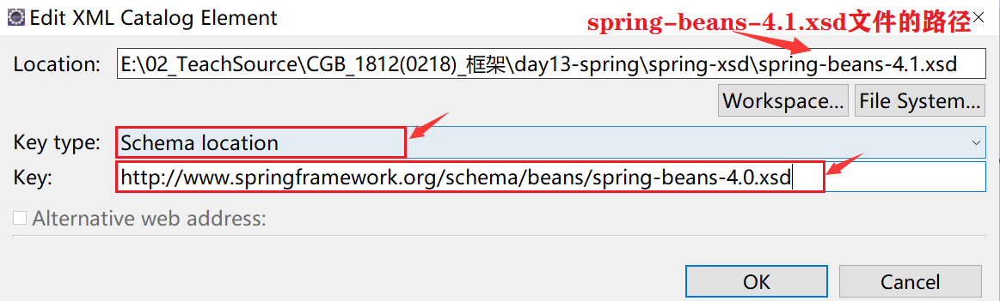 Edit XML Catalog Element
spring-beans-4.1.xsd文件的路径
Location: E:\02_TeachSource\CGB_1812(0218)_框架\day13-spring\spring-xsd\spring-beans-4.1.xsd
Workspace... File System...
Key type: Schema location
Key: http://www.springframework.org/schema/beans/spring-beans-4.0.xsd
Alternative web address:
OK Cancel